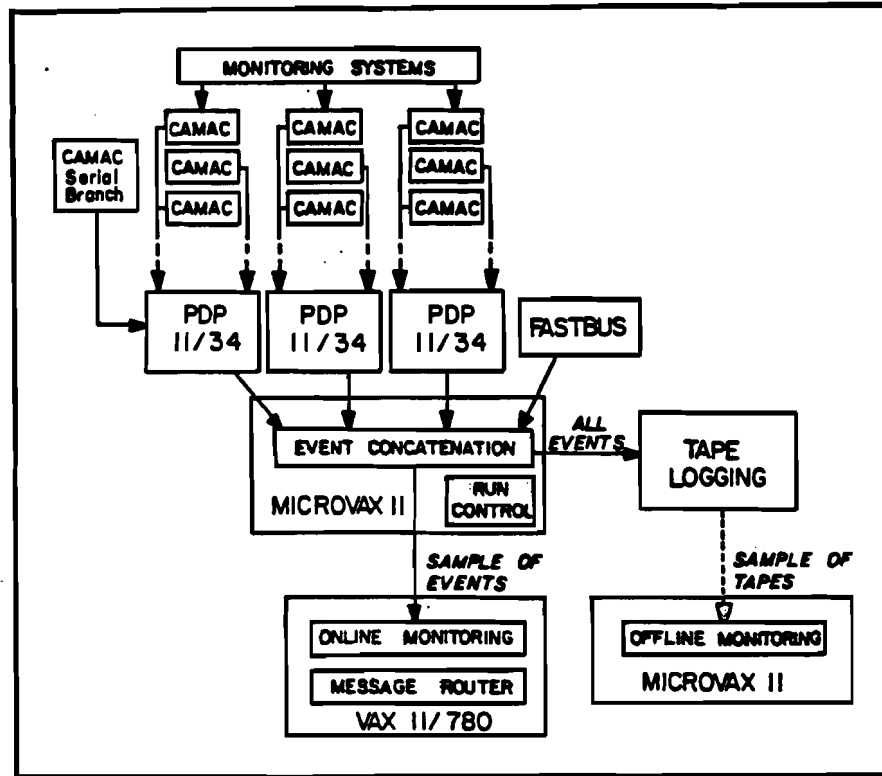 MONITORING SYSTEMS
CAMAC CAMAC CAMAC
CAMAC
Serial
Branch
CAMAC CAMAC CAMAC
CAMAC CAMAC CAMAC
PDP
11/34
PDP
11/34
PDP
11/34
FASTBUS
EVENT CONCATENATION
ALL
EVENTS
TAPE
LOGGING
RUN
CONTROL
MICROVAX II
SAMPLE OF
EVENTS
SAMPLE OF
TAPES
ONLINE MONITORING
MESSAGE ROUTER
VAX 11/780
OFFLINE MONITORING
MICROVAX II